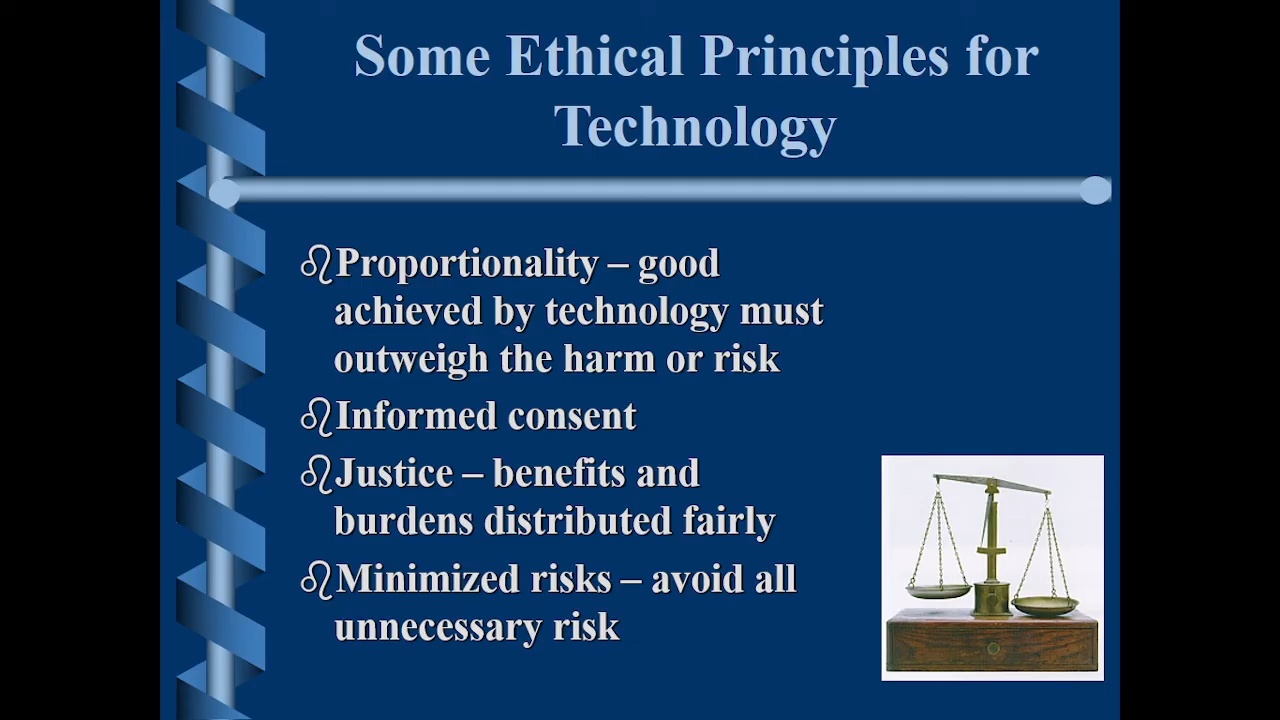 Some Ethical Principles for
Technology
Proportionality – good
achieved by technology must
outweigh the harm or risk
Informed consent
Justice – benefits and
burdens distributed fairly
Minimized risks – avoid all
unnecessary risk